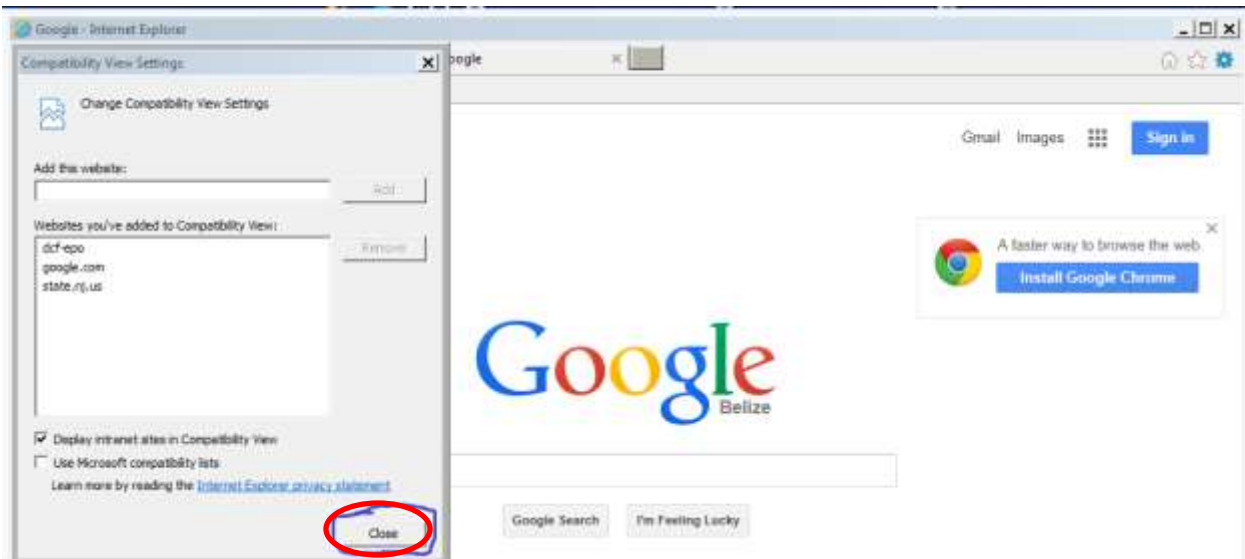 Google - Internet Explorer
Compatibility View Settings
oogle
Change Compatibility View Settings
Gmail Images Sign in
Add this website:
Add
Websites you've added to Compatibility View:
dcf-epo
google.com
state.nj.us
Remove
A faster way to browse the web
Install Google Chrome
Google
Belize
Display intranet sites in Compatibility View
Use Microsoft compatibility lists
Learn more by reading the Internet Explorer privacy statement
Google Search I'm Feeling Lucky
Close